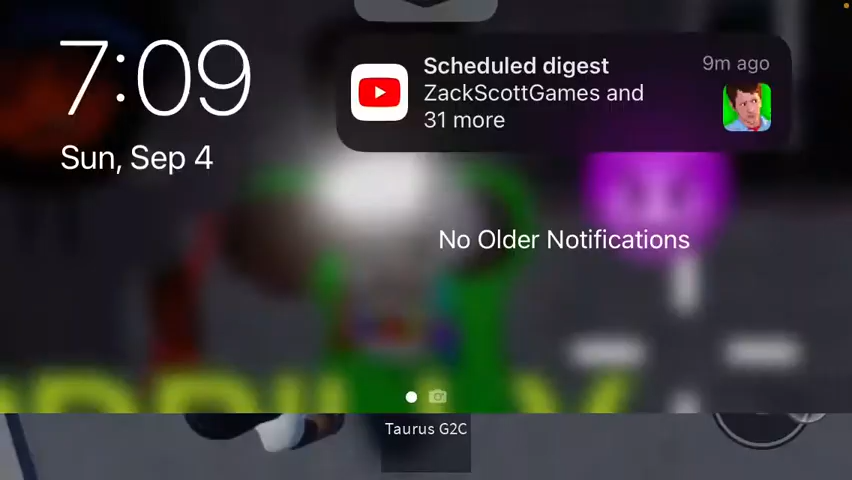 7:09
Sun, Sep 4
Scheduled digest
9m ago
ZackScottGames and
31 more
No Older Notifications
Taurus G2C